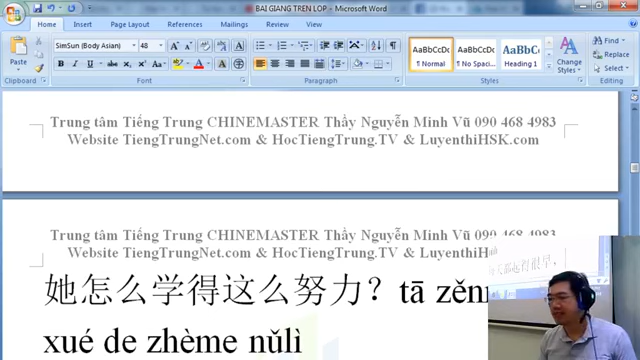 BAI GIANG TREN LOP - Microsoft Word
Home Insert Page Layout References Mailings Review View
Paste
Clipboard
SimSun (Body Asian) 48
Font
Paragraph
AaBbCcDc AaBbCcDc AaBbCc
¶ Normal ¶ No Spaci... Heading 1
Change
Styles
Styles
Find
Replace
Select
Editing
Trung tâm Tiếng Trung CHINEMASTER Thầy Nguyễn Minh Vũ 090 468 4983
Website TiengTrungNet.com & HocTiengTrung.TV & LuyenthiHSK.com
Trung tâm Tiếng Trung CHINEMASTER Thầy Nguyễn Minh Vũ 090 468 4983
Website TiengTrungNet.com & HocTiengTrung.TV & LuyenthiH
她怎么学得这么努力？tā zěn
xué de zhème nǔlì